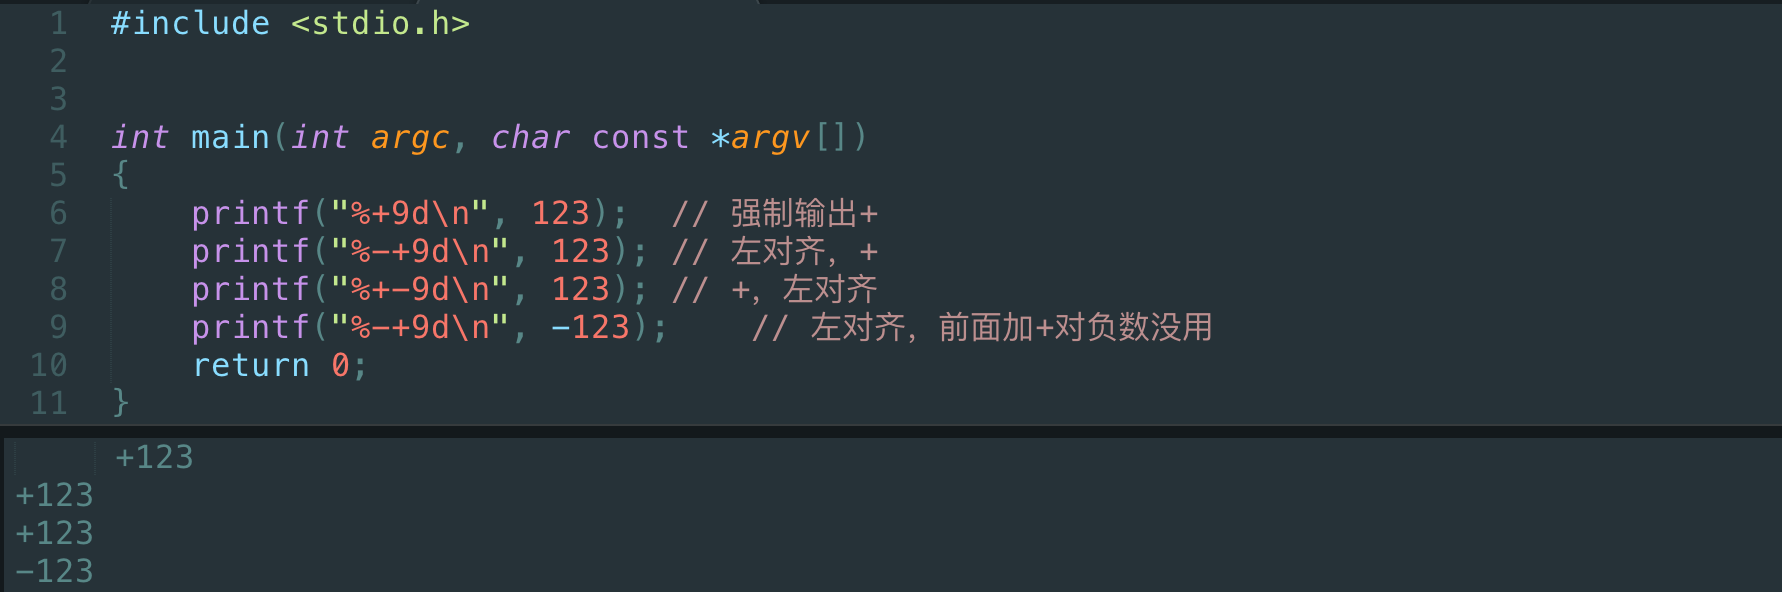 1 #include <stdio.h>
2
3
4 int main(int argc, char const *argv[])
5 {
6     printf("%+9d\n", 123);  // 强制输出+
7     printf("%-+9d\n", 123); // 左对齐，+
8     printf("%+-9d\n", 123); // +，左对齐
9     printf("%-+9d\n", -123);    // 左对齐，前面加+对负数没用
10     return 0;
11 }
     +123
+123
+123
-123